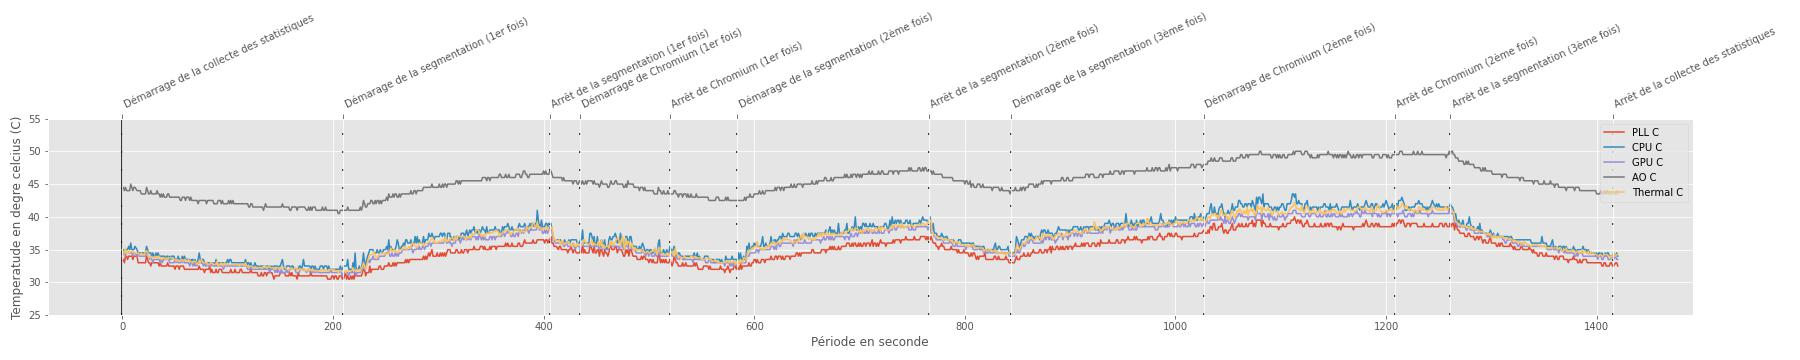 Démarrage de la collecte des statistiques
Démarage de la segmentation (1er fois)
Arrêt de la segmentation (1er fois)
Démarrage de Chromium (1er fois)
Arrêt de Chromium (1er fois)
Démarage de la segmentation (2ème fois)
Arrêt de la segmentation (2ème fois)
Démarage de la segmentation (3ème fois)
Démarrage de Chromium (2ème fois)
Arrêt de Chromium (2ème fois)
Arrêt de la segmentation (3ème fois)
Arrêt de la collecte des statistiques
Temperatude en degre celcius (C)
55
50
45
40
35
30
25
PLL C
CPU C
GPU C
AO C
Thermal C
0 200 400 600 800 1000 1200 1400
Période en seconde